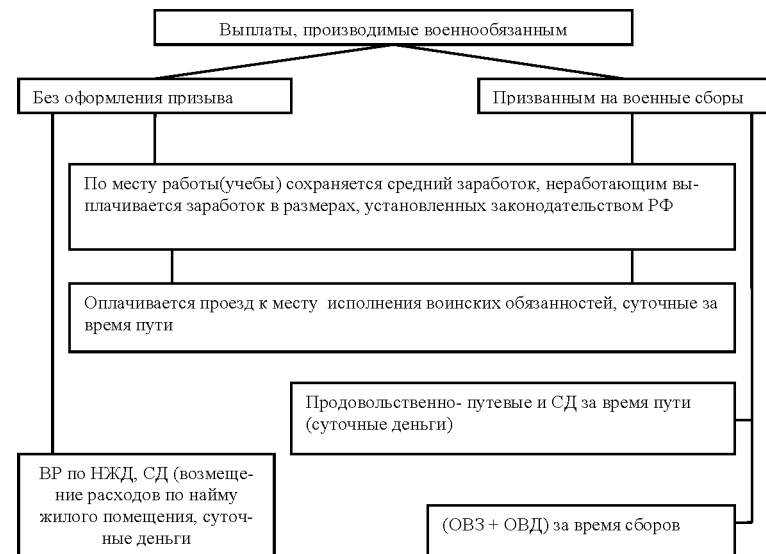 Выплаты, производимые военнообязанным
Без оформления призыва
Призванным на военные сборы
По месту работы(учебы) сохраняется средний заработок, неработающим вы-
плачивается заработок в размерах, установленных законодательством РФ
Оплачивается проезд к месту исполнения воинских обязанностей, суточные за
время пути
Продовольственно- путевые и СД за время пути
(суточные деньги)
ВР по НЖД, СД (возмеще-
ние расходов по найму
жилого помещения, суточ-
ные деньги
(ОВЗ + ОВД) за время сборов